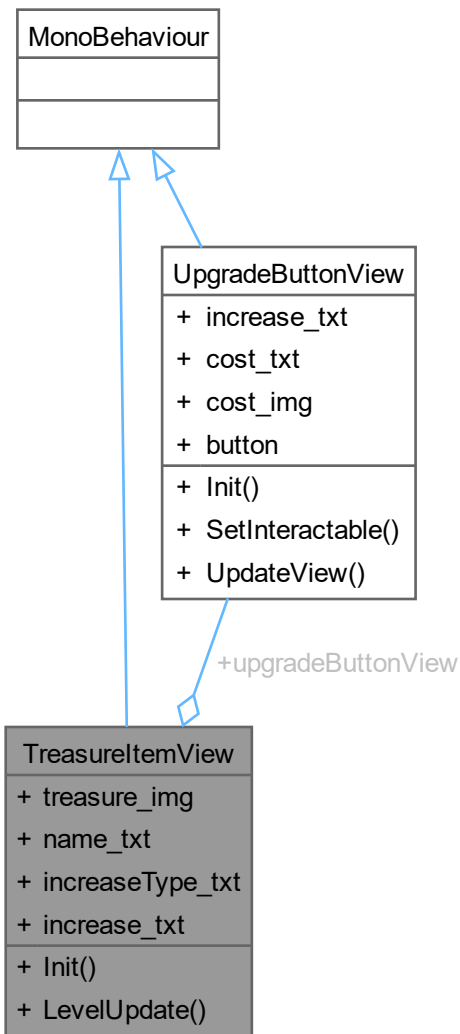 MonoBehaviour
UpgradeButtonView
+ increase_txt
+ cost_txt
+ cost_img
+ button
+ Init()
+ SetInteractable()
+ UpdateView()
+upgradeButtonView
TreasureItemView
+ treasure_img
+ name_txt
+ increaseType_txt
+ increase_txt
+ Init()
+ LevelUpdate()